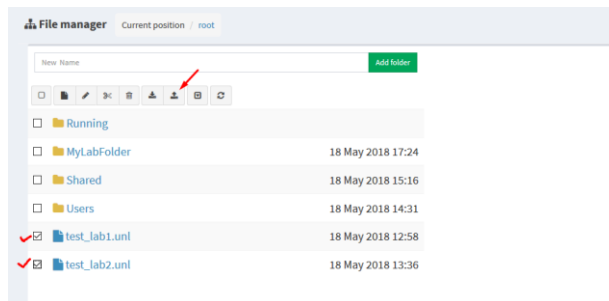 File manager Current position / root
New Name Add folder
Running
MyLabFolder 18 May 2018 17:24
Shared 18 May 2018 15:16
Users 18 May 2018 14:31
test_lab1.unl 18 May 2018 12:58
test_lab2.unl 18 May 2018 13:36